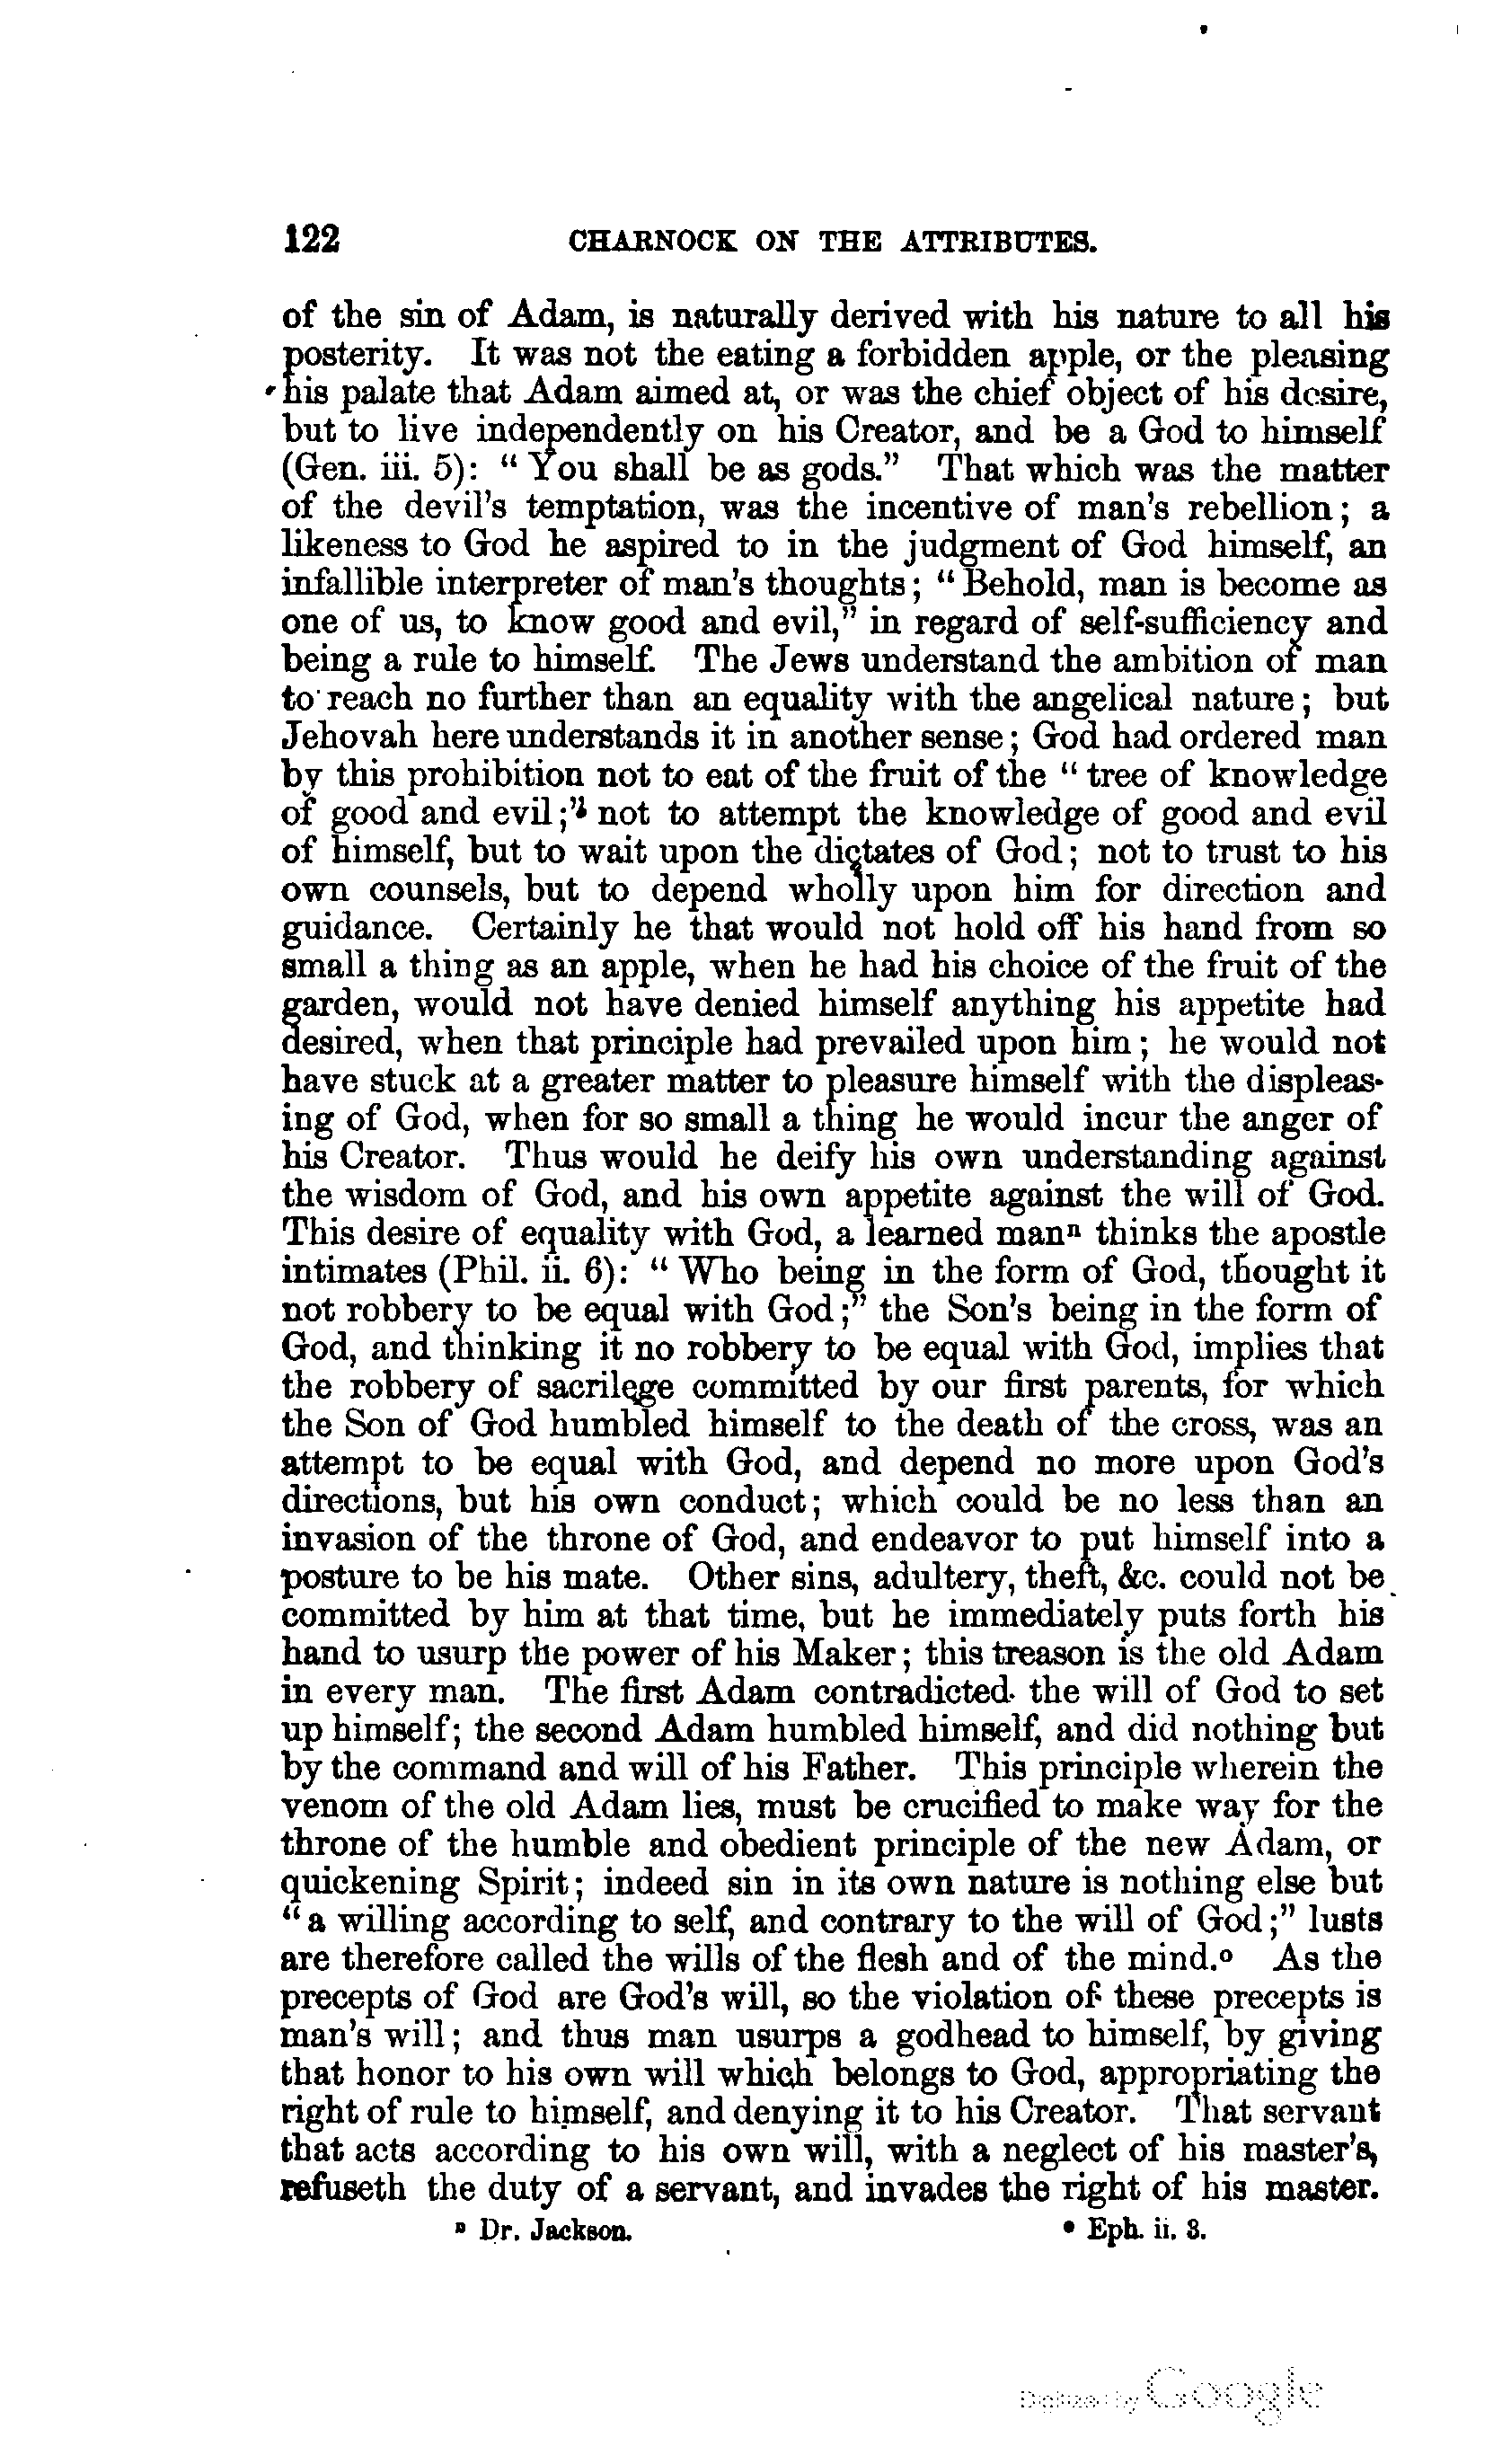 122 CHARNOCK ON THE ATTRIBUTES.
of the sin of Adam, is naturally derived with his nature to all his
posterity. It was not the eating a forbidden apple, or the pleasing
his palate that Adam aimed at, or was the chief object of his desire,
but to live independently on his Creator, and be a God to himself
(Gen. iii. 5): “ You shall be as gods.” That which was the matter
of the devil's temptation, was the incentive of man's rebellion; a
likeness to God he aspired to in the judgment of God himself, an
infallible interpreter of man's thoughts; “ Behold, man is become as
one of us, to know good and evil,” in regard of self-sufficiency and
being a rule to himself. The Jews understand the ambition of man
to reach no further than an equality with the angelical nature; but
Jehovah here understands it in another sense; God had ordered man
by this prohibition not to eat of the fruit of the “ tree of knowledge
of good and evil;” not to attempt the knowledge of good and evil
of himself, but to wait upon the dictates of God; not to trust to his
own counsels, but to depend wholly upon him for direction and
guidance. Certainly he that would not hold off his hand from so
small a thing as an apple, when he had his choice of the fruit of the
garden, would not have denied himself anything his appetite had
desired, when that principle had prevailed upon him; he would not
have stuck at a greater matter to pleasure himself with the displeas-
ing of God, when for so small a thing he would incur the anger of
his Creator. Thus would he deify his own understanding against
the wisdom of God, and his own appetite against the will of God.
This desire of equality with God, a learned manⁿ thinks the apostle
intimates (Phil. ii. 6): “ Who being in the form of God, thought it
not robbery to be equal with God;” the Son's being in the form of
God, and thinking it no robbery to be equal with God, implies that
the robbery of sacrilege committed by our first parents, for which
the Son of God humbled himself to the death of the cross, was an
attempt to be equal with God, and depend no more upon God's
directions, but his own conduct; which could be no less than an
invasion of the throne of God, and endeavor to put himself into a
posture to be his mate. Other sins, adultery, theft, &c. could not be
committed by him at that time, but he immediately puts forth his
hand to usurp the power of his Maker; this treason is the old Adam
in every man. The first Adam contradicted the will of God to set
up himself; the second Adam humbled himself, and did nothing but
by the command and will of his Father. This principle wherein the
venom of the old Adam lies, must be crucified to make way for the
throne of the humble and obedient principle of the new Adam, or
quickening Spirit; indeed sin in its own nature is nothing else but
“ a willing according to self, and contrary to the will of God;” lusts
are therefore called the wills of the flesh and of the mind.º As the
precepts of God are God's will, so the violation of these precepts is
man's will; and thus man usurps a godhead to himself, by giving
that honor to his own will which belongs to God, appropriating the
right of rule to himself, and denying it to his Creator. That servant
that acts according to his own will, with a neglect of his master's,
refuseth the duty of a servant, and invades the right of his master.
ⁿ Dr. Jackson. º Eph. ii. 3.
Digitized by Google